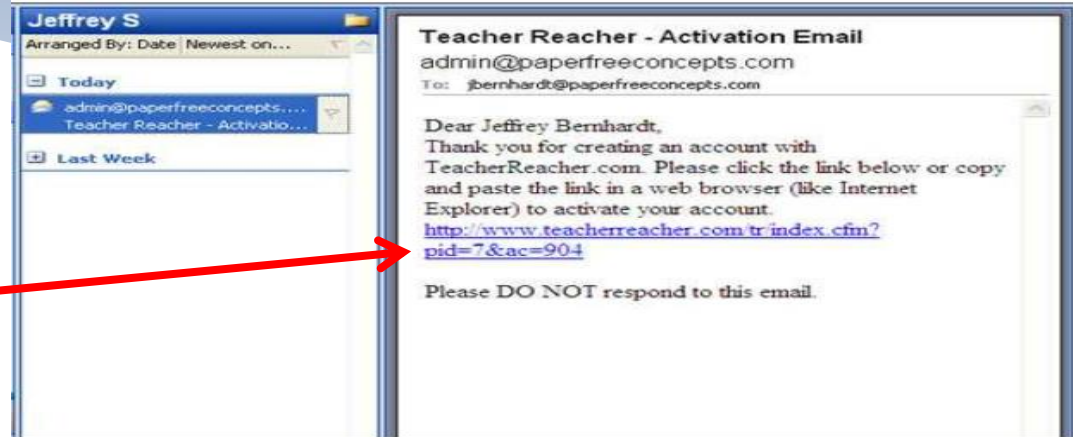 Jeffrey S
Arranged By: Date Newest on...
Today
admin@paperfreeconcepts....
Teacher Reacher - Activatio...
Last Week
Teacher Reacher - Activation Email
admin@paperfreeconcepts.com
To: jbernhardt@paperfreeconcepts.com
Dear Jeffrey Bernhardt,
Thank you for creating an account with
TeacherReacher.com. Please click the link below or copy
and paste the link in a web browser (like Internet
Explorer) to activate your account.
http://www.teacherreacher.com/tr/index.cfm?
pid=7&ac=904
Please DO NOT respond to this email.